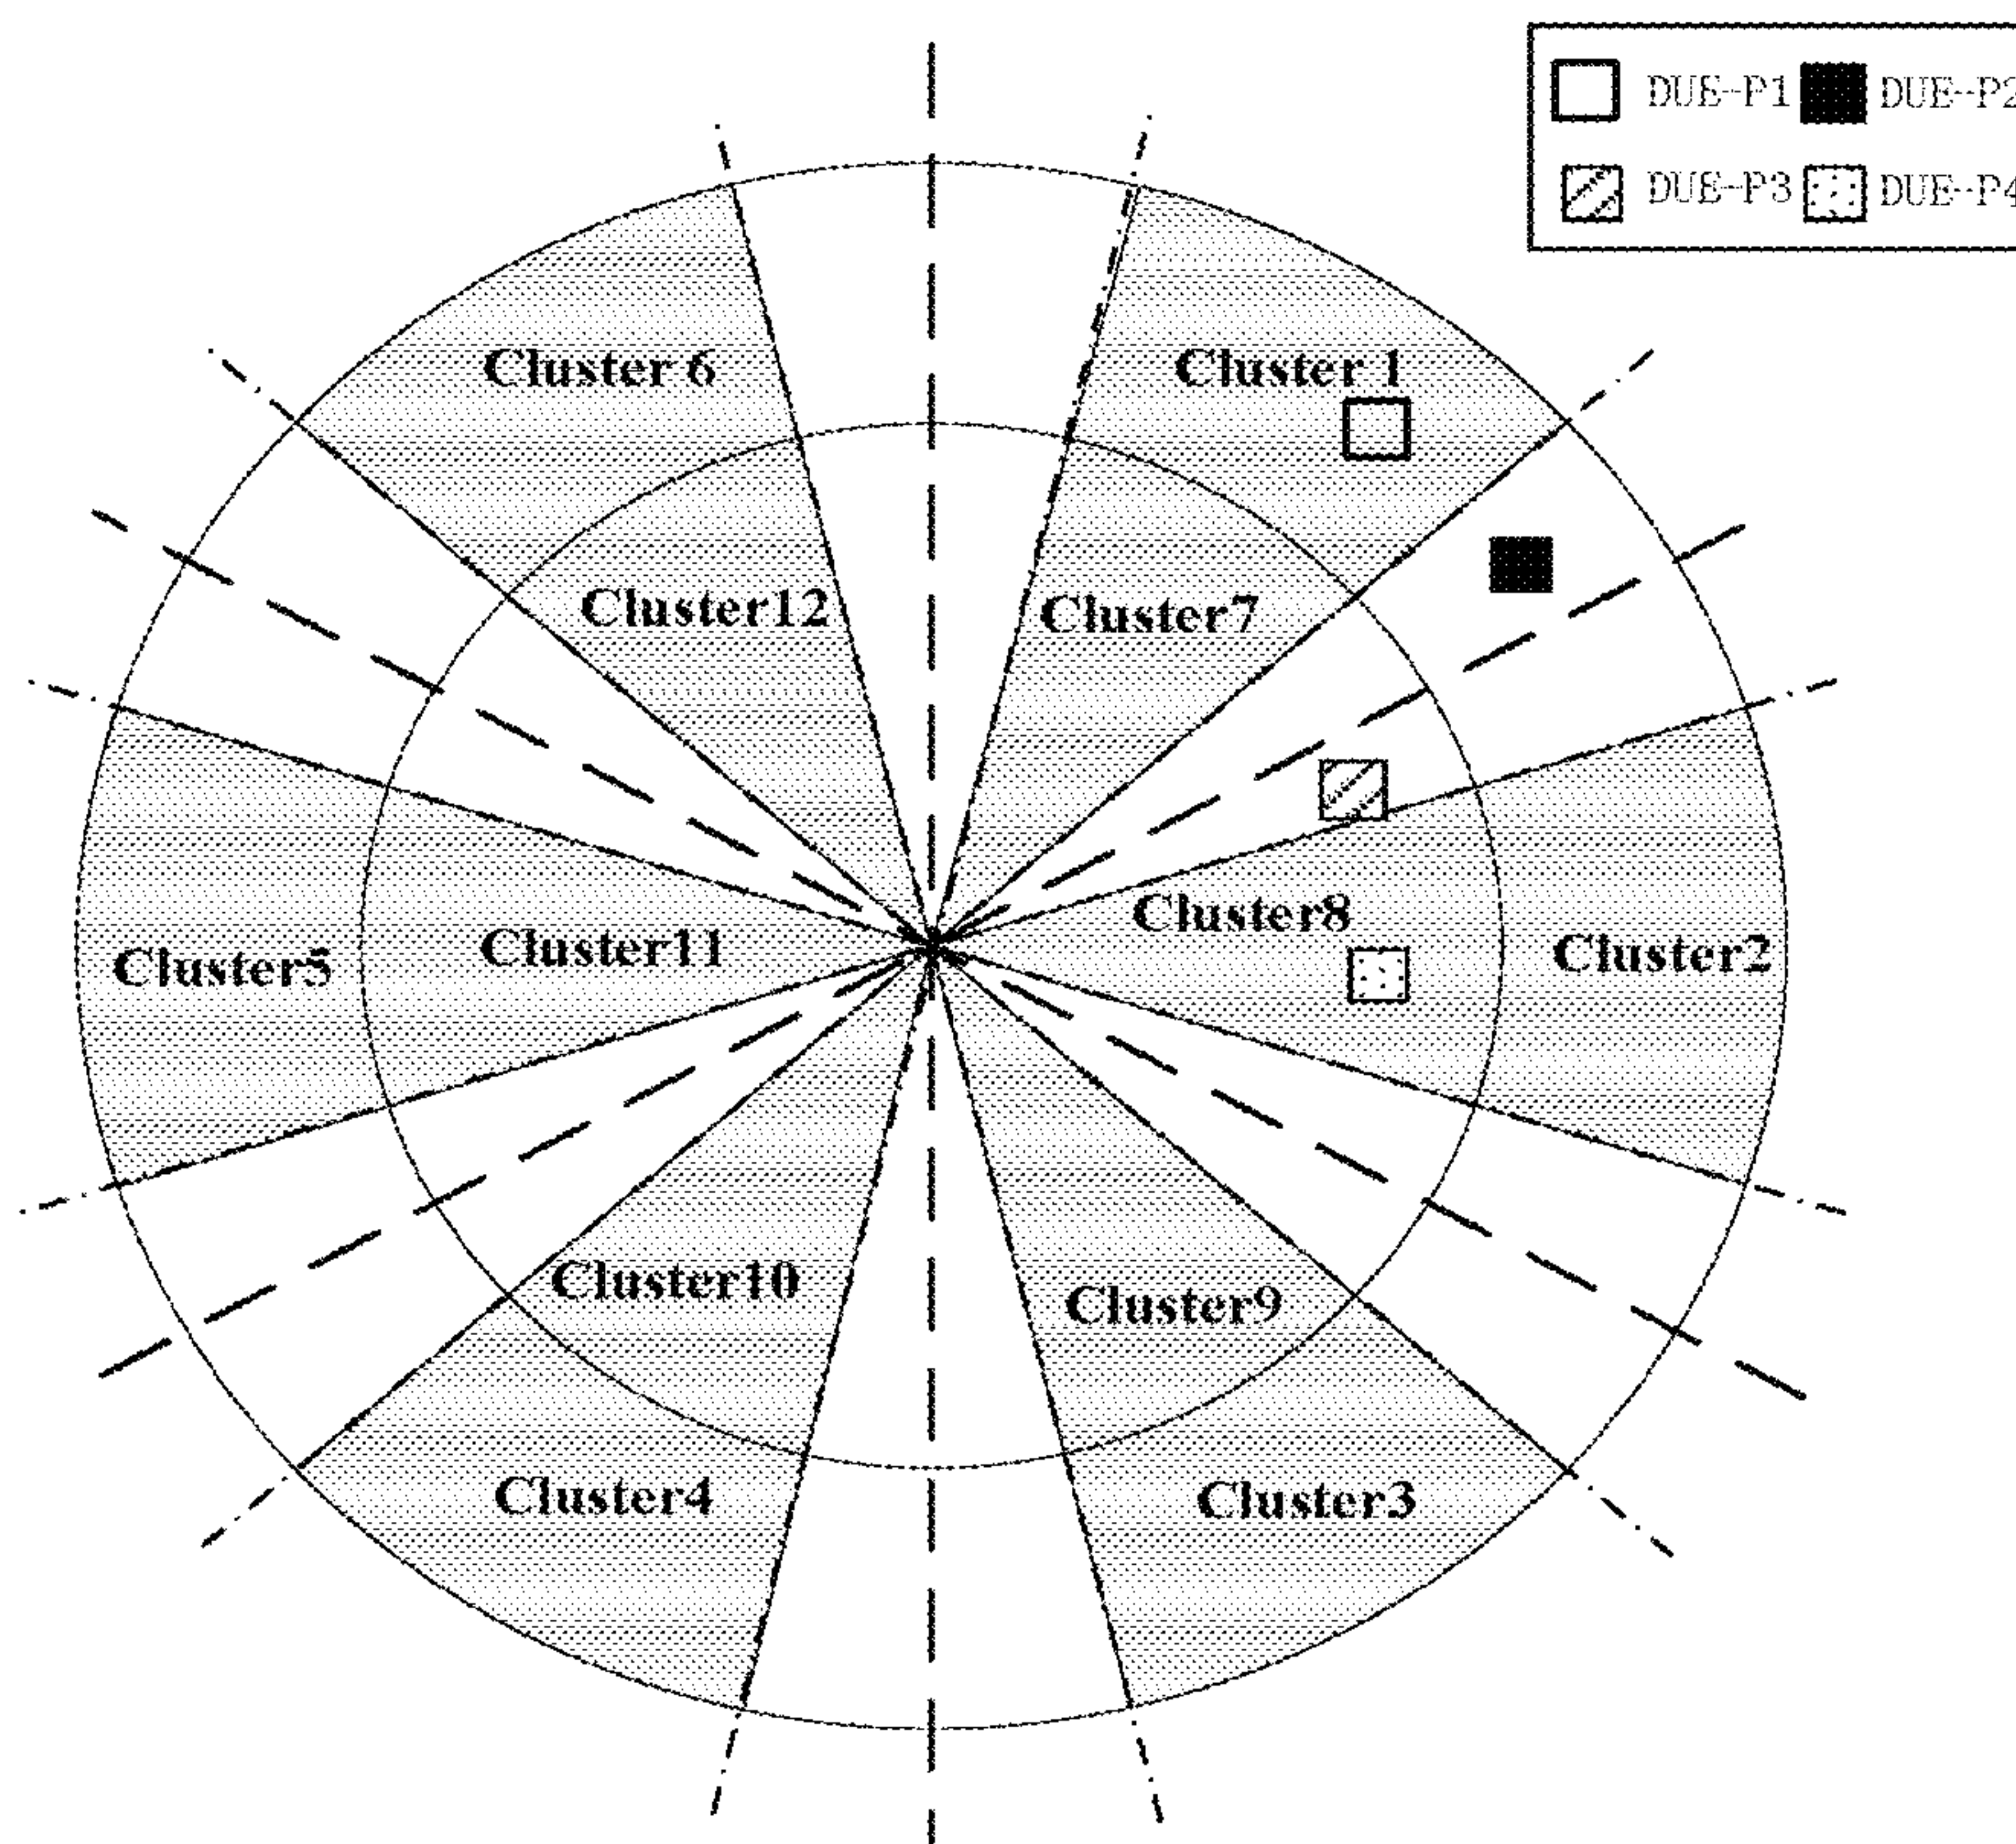 DUE-P1 DUE-P2
DUE-P3 DUE-P4
Cluster 6
Cluster 1
Cluster12
Cluster7
Cluster8
Cluster5
Cluster11
Cluster2
Cluster10
Cluster9
Cluster4
Cluster3